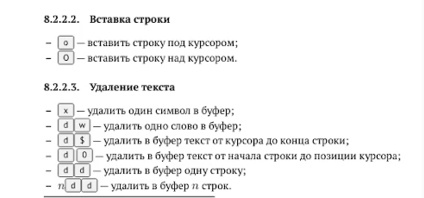 8.2.2.2. Вставка строки
– o — вставить строку под курсором;
– O — вставить строку над курсором.
8.2.2.3. Удаление текста
– x — удалить один символ в буфер;
– d w — удалить одно слово в буфер;
– d $ — удалить в буфер текст от курсора до конца строки;
– d 0 — удалить в буфер текст от начала строки до позиции курсора;
– d d — удалить в буфер одну строку;
– n d d — удалить в буфер n строк.